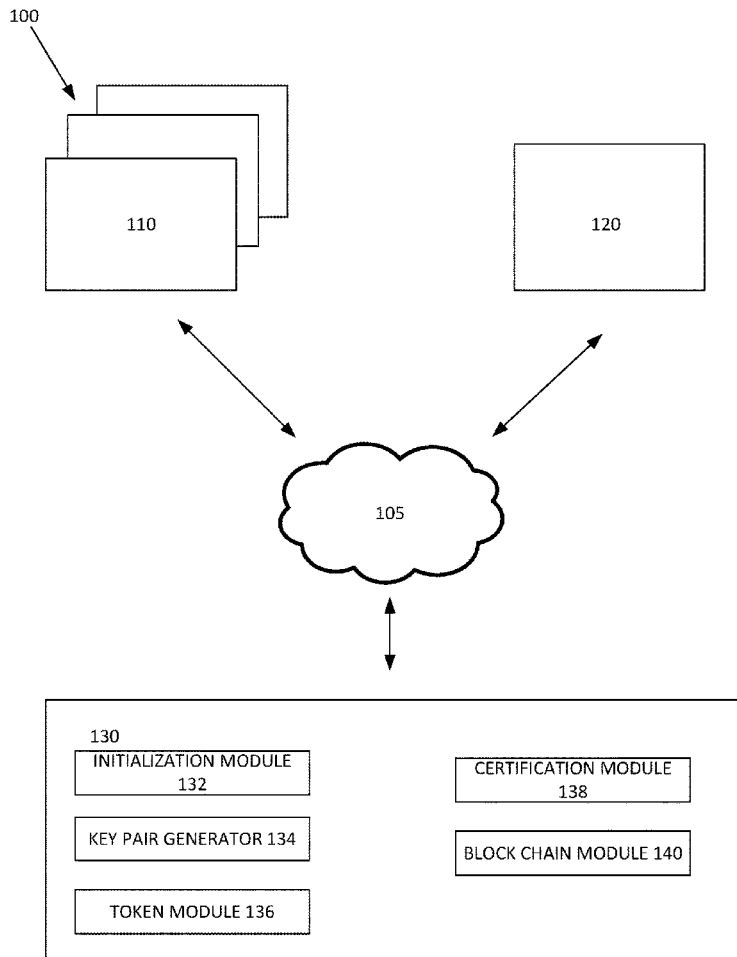 100
110
120
105
130
INITIALIZATION MODULE
132
KEY PAIR GENERATOR 134
TOKEN MODULE 136
CERTIFICATION MODULE
138
BLOCK CHAIN MODULE 140